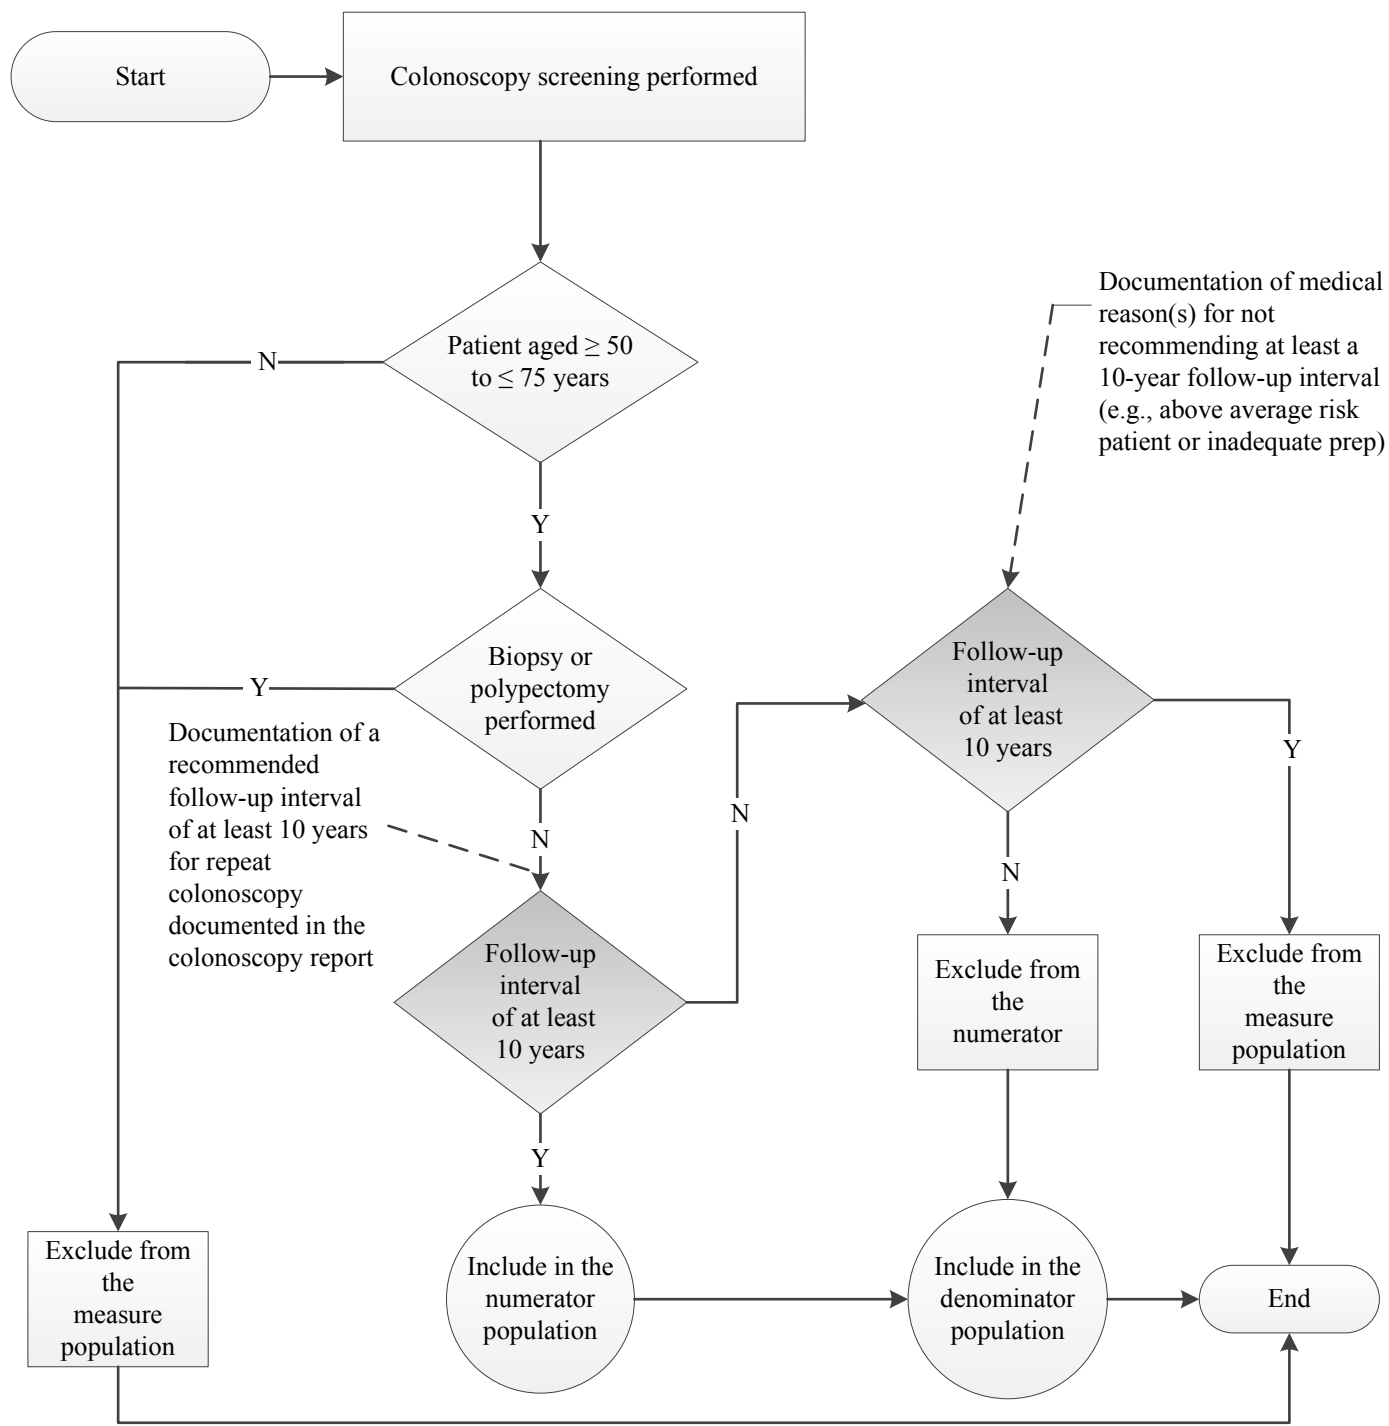 Start
Colonoscopy screening performed
Patient aged ≥ 50
to ≤ 75 years
N
Y
Documentation of medical
reason(s) for not
recommending at least a
10-year follow-up interval
(e.g., above average risk
patient or inadequate prep)
Biopsy or
polypectomy
performed
Y
N
Documentation of a
recommended
follow-up interval
of at least 10 years
for repeat
colonoscopy
documented in the
colonoscopy report
Follow-up
interval
of at least
10 years
N
Y
Follow-up
interval
of at least
10 years
Y
N
Exclude from
the
numerator
Exclude from
the
measure
population
Exclude from
the
measure
population
Include in the
numerator
population
Include in the
denominator
population
End